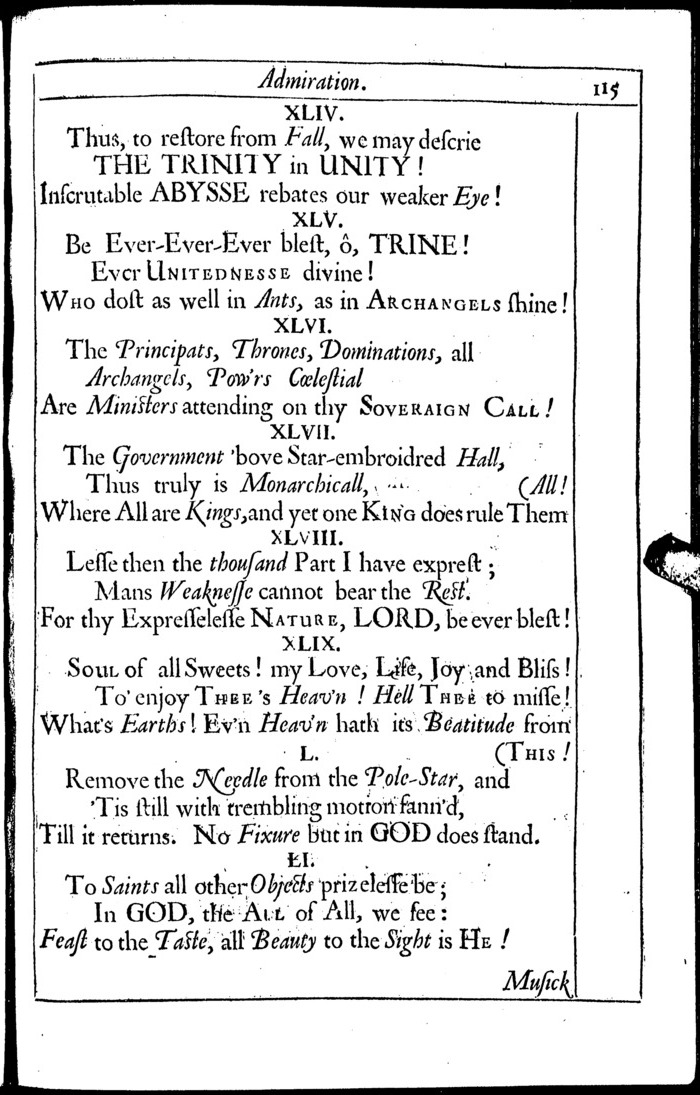 Admiration. 115
XLIV.
Thus, to reſtore from Fall, we may deſcrie
THE TRINITY in UNITY !
Inſcrutable ABYSSE rebates our weaker Eye !
XLV.
Be Ever-Ever-Ever bleſt, ô, TRINE !
Ever UNITEDNESSE divine !
WHO doſt as well in Ants, as in ARCHANGELS ſhine !
XLVI.
The Principats, Thrones, Dominations, all
Archangels, Pow'rs Cœleſtial
Are Miniſters attending on thy SOVERAIGN CALL !
XLVII.
The Government 'bove Star-embroidred Hall,
Thus truly is Monarchicall, (All !
Where All are Kings, and yet one KING does rule Them
XLVIII.
Leſſe then the thouſand Part I have expreſt ;
Mans Weakneſſe cannot bear the Reſt.
For thy Expreſſeleſſe NATURE, LORD, be ever bleſt !
XLIX.
SOUL of all Sweets ! my Love, Life, Joy and Bliſs !
To' enjoy THEE 's Heav'n ! Hell THEE to miſſe !
What's Earths ! Ev'n Heav'n hath its Beatitude from
L. (THIS !
Remove the Needle from the Pole-Star, and
'Tis ſtill with trembling motion fann'd,
Till it returns. No Fixure but in GOD does ſtand.
LI.
To Saints all other Objects prizeleſſe be ;
In GOD, the ALL of All, we ſee :
Feaſt to the Taſte, all Beauty to the Sight is HE !
Muſick